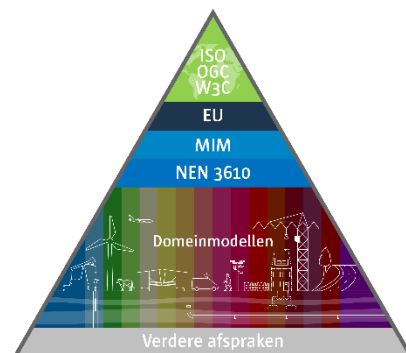 ISO
OGC
W3C
EU
MIM
NEN 3610
Domeinmodellen
Verdere afspraken